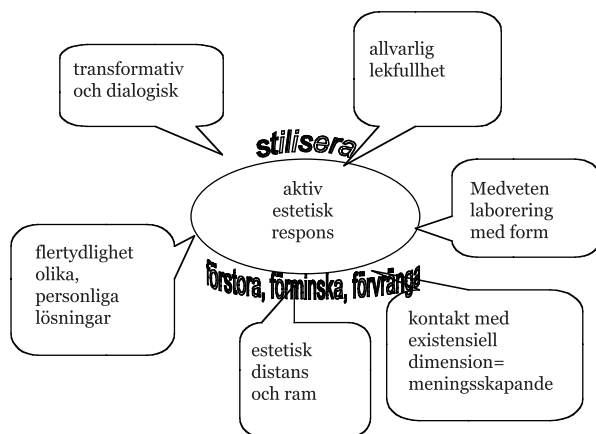 transformativ
och dialogisk
allvarlig
lekfullhet
stilisera
aktiv
estetisk
respons
Medveten
laborering
med form
flertydlighet
olika,
personliga
lösningar
förstora, förminska, förvränga
estetisk
distans
och ram
kontakt med
existensiell
dimension=
meningsskapande